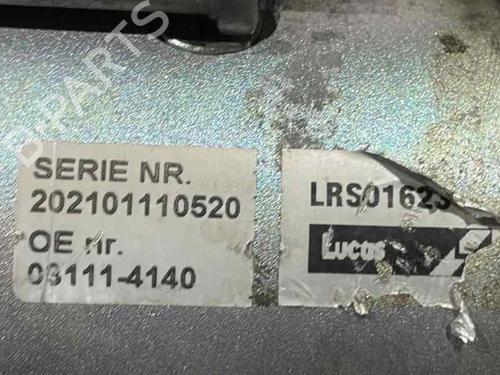 B-PARTS
SERIE NR.
202101110520
OE nr.
03111-4140
LRS01623
Lucas